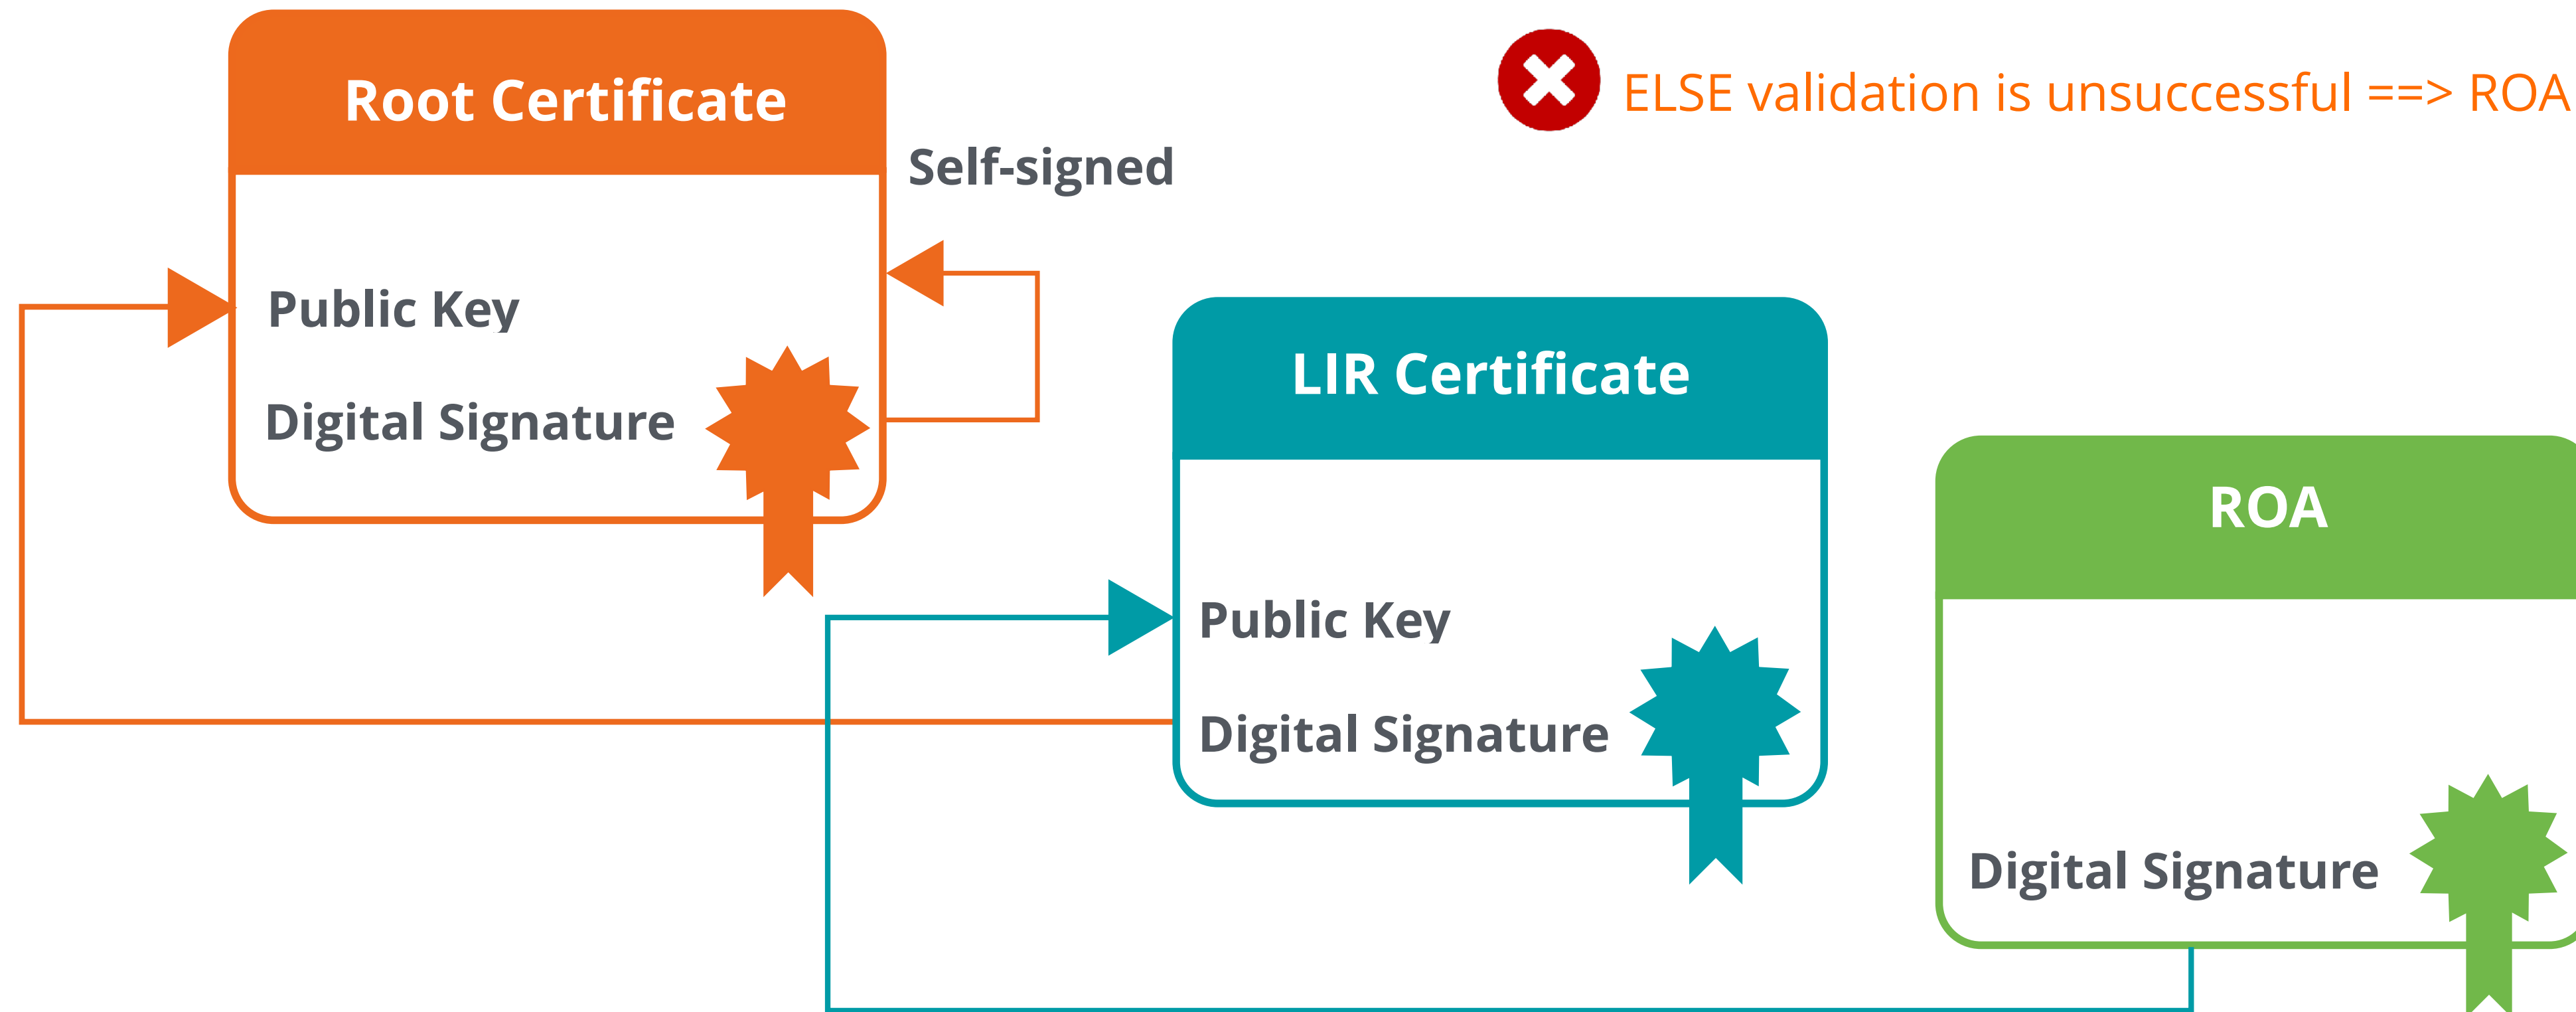 Root Certificate
ELSE validation is unsuccessful ==> ROA
Self-signed
Public Key
Digital Signature
LIR Certificate
Public Key
Digital Signature
ROA
Digital Signature